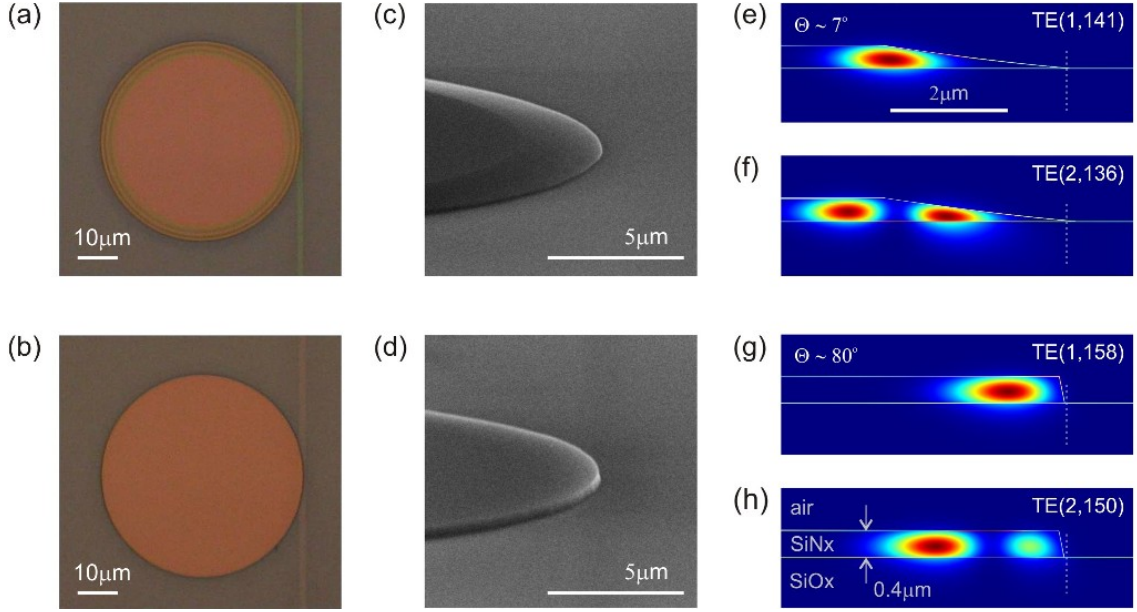 (a)
10μm
(c)
5μm
(e)
Θ ~ 7°
TE(1,141)
2μm
(f)
TE(2,136)
(b)
10μm
(d)
5μm
(g)
Θ ~ 80°
TE(1,158)
(h)
air
TE(2,150)
SiNx
SiOx
0.4μm